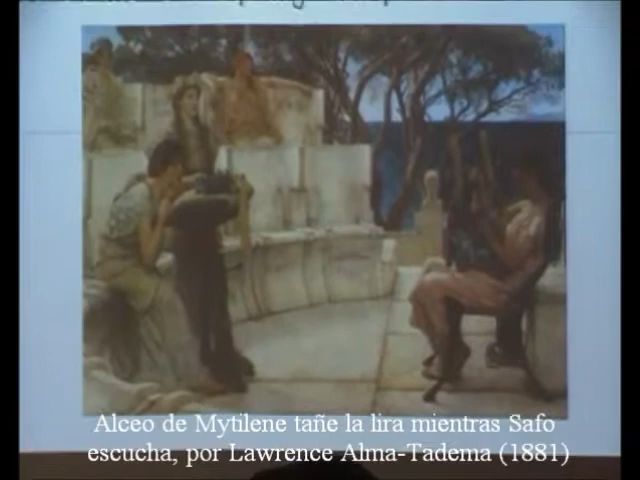 Alceo de Mytilene tañe la lira mientras Safo
escucha, por Lawrence Alma-Tadema (1881)